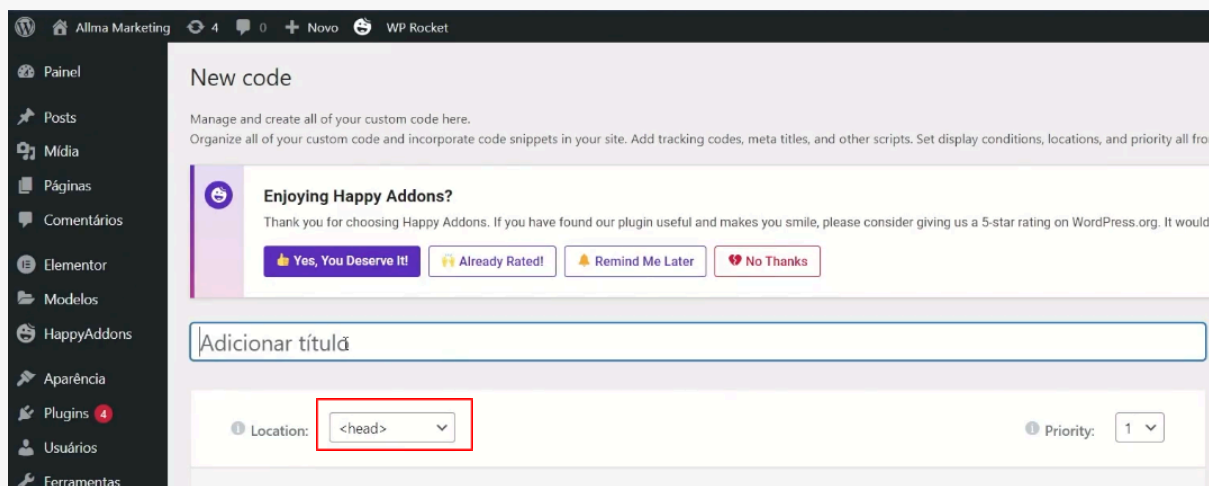 Allma Marketing 4 0 Novo WP Rocket
Painel
Posts
Mídia
Páginas
Comentários
Elementor
Modelos
HappyAddons
Aparência
Plugins 4
Usuários
Ferramentas
New code
Manage and create all of your custom code here.
Organize all of your custom code and incorporate code snippets in your site. Add tracking codes, meta titles, and other scripts. Set display conditions, locations, and priority all
Enjoying Happy Addons?
Thank you for choosing Happy Addons. If you have found our plugin useful and makes you smile, please consider giving us a 5-star rating on WordPress.org. It would
Yes, You Deserve It! Already Rated! Remind Me Later No Thanks
Adicionar título
Location: <head> Priority: 1